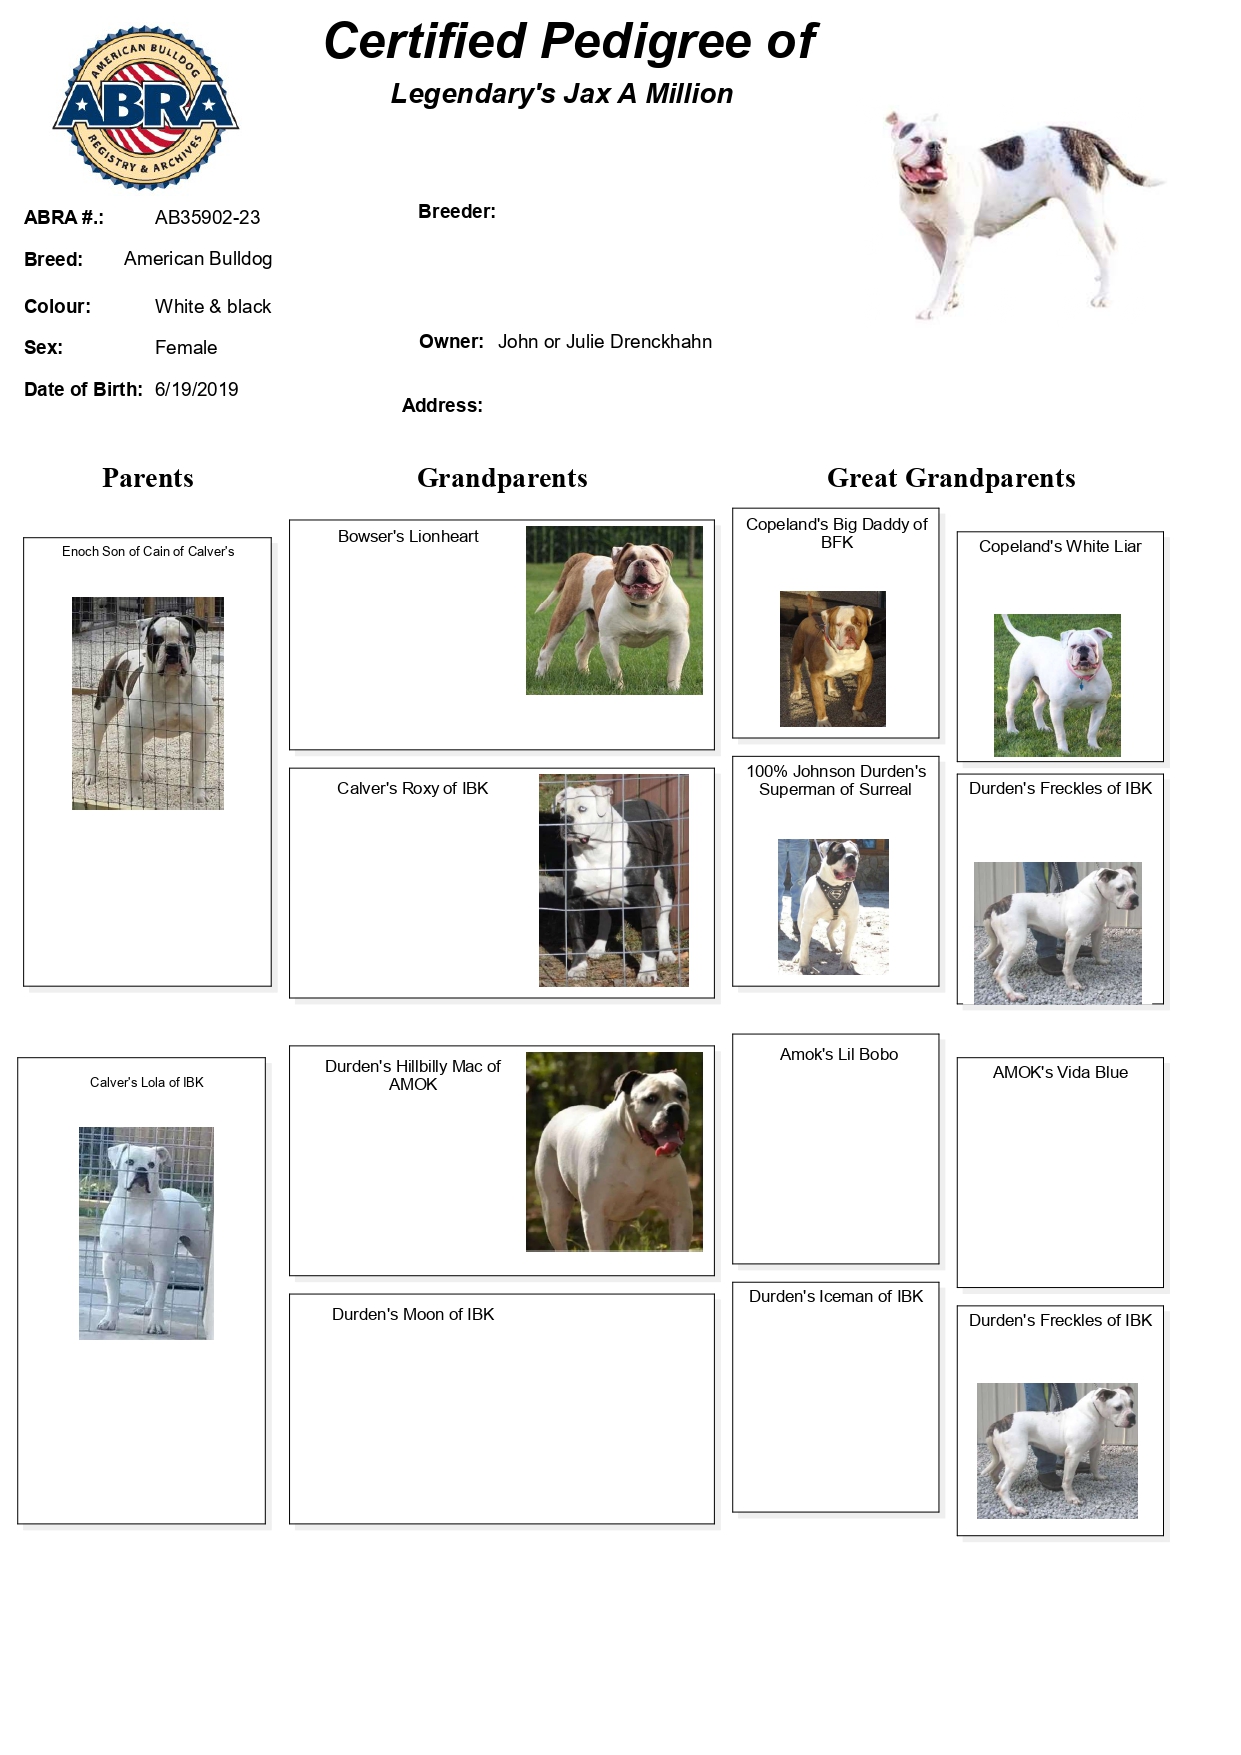 Certified Pedigree of
Legendary's Jax A Million
AMERICAN BULLDOG
ABRA
REGISTRY & ARCHIVES
ABRA #.: AB35902-23
Breeder:
Breed: American Bulldog
Colour: White & black
Owner: John or Julie Drenckhahn
Sex: Female
Date of Birth: 6/19/2019
Address:
Parents
Grandparents
Great Grandparents
Enoch Son of Cain of Calver's
Bowser's Lionheart
Copeland's Big Daddy of
BFK
Copeland's White Liar
Calver's Roxy of IBK
100% Johnson Durden's
Superman of Surreal
Durden's Freckles of IBK
Calver's Lola of IBK
Durden's Hillbilly Mac of
AMOK
Amok's Lil Bobo
AMOK's Vida Blue
Durden's Moon of IBK
Durden's Iceman of IBK
Durden's Freckles of IBK